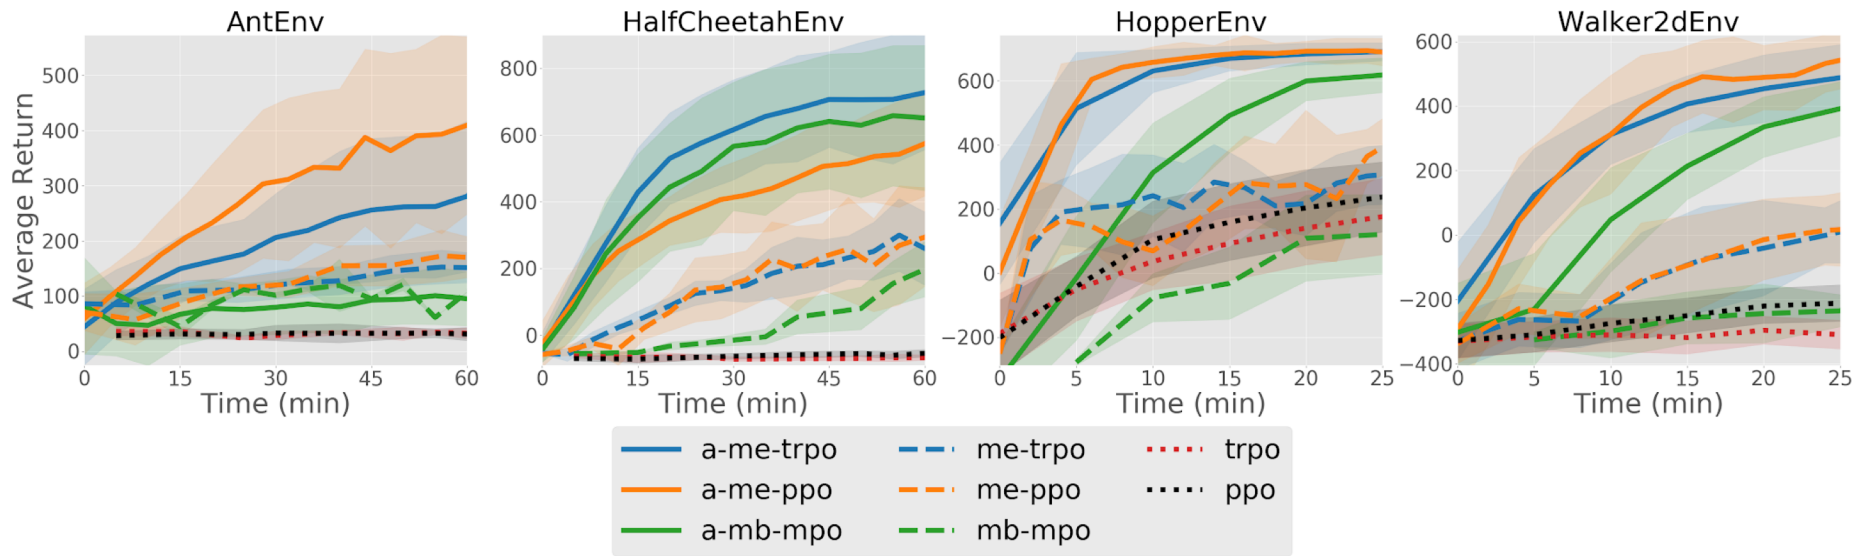 AntEnv HalfCheetahEnv HopperEnv Walker2dEnv
Average Return
500
400
300
200
100
0
0 15 30 45 60
Time (min)
800
600
400
200
0
0 15 30 45 60
Time (min)
600
400
200
0
−200
0 5 10 15 20 25
Time (min)
600
400
200
0
−200
−400
0 5 10 15 20 25
Time (min)
a-me-trpo me-trpo trpo
a-me-ppo me-ppo ppo
a-mb-mpo mb-mpo